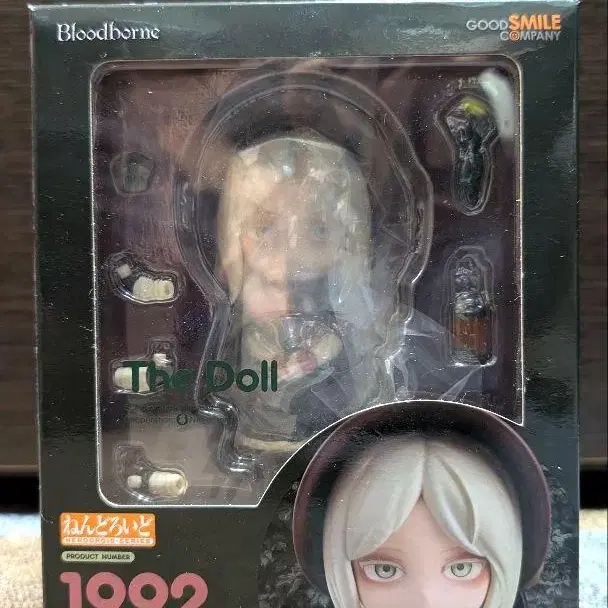 Bloodborne
GOOD SMILE
COMPANY
The Doll
ねんどろいど
NENDOROID SERIES
PRODUCT NUMBER
1992